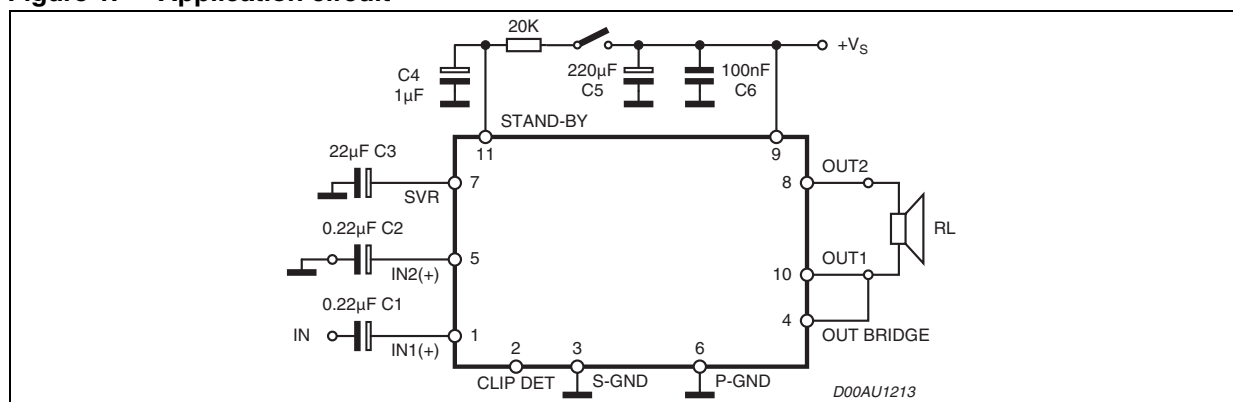 Figure 1. Application circuit
20K
+VS
C4
1µF
220µF
C5
100nF
C6
STAND-BY
11
9
22µF C3
7
SVR
8
OUT2
0.22µF C2
5
IN2(+)
RL
OUT1
10
0.22µF C1
4
OUT BRIDGE
IN
1
IN1(+)
2
3
6
CLIP DET
S-GND
P-GND
D00AU1213